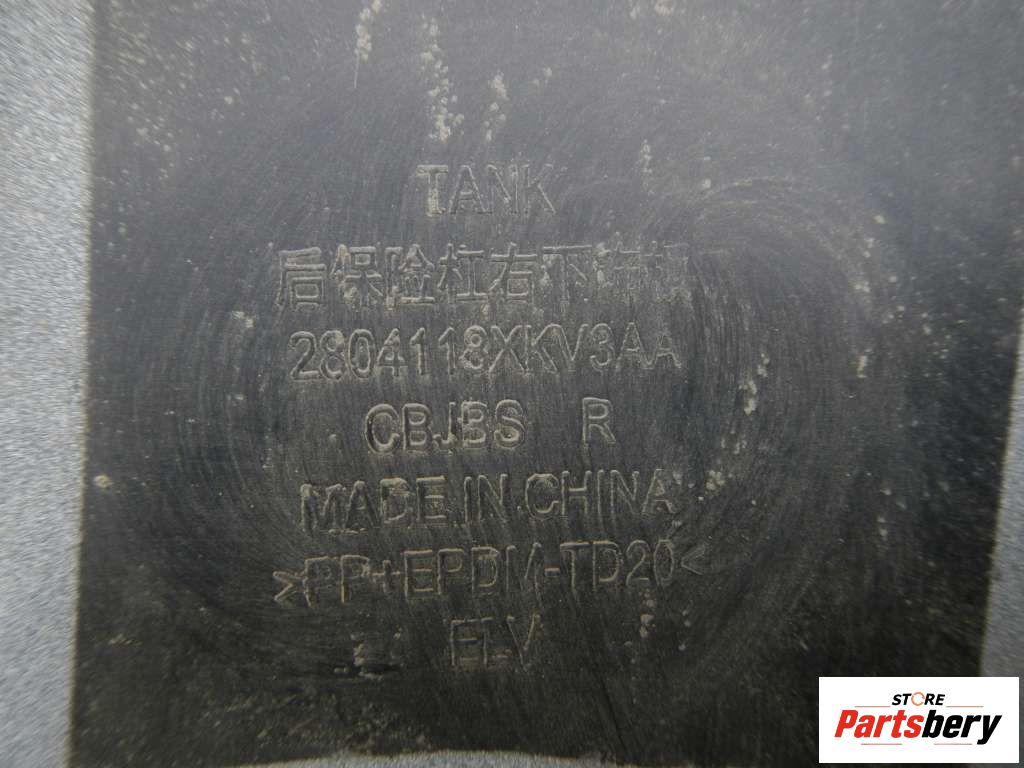 TANK
后保险杠右下饰板
2804118XKV3AA
CBJBS R
MADE IN CHINA
>PP+EPDM-TD20<
ELV
STORE
Partsbery